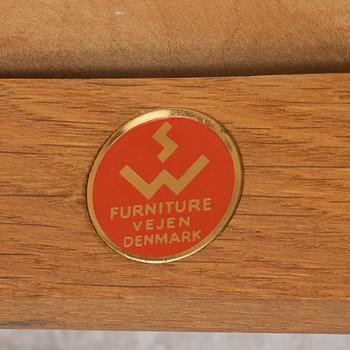 S
W
FURNITURE
VEJEN
DENMARK